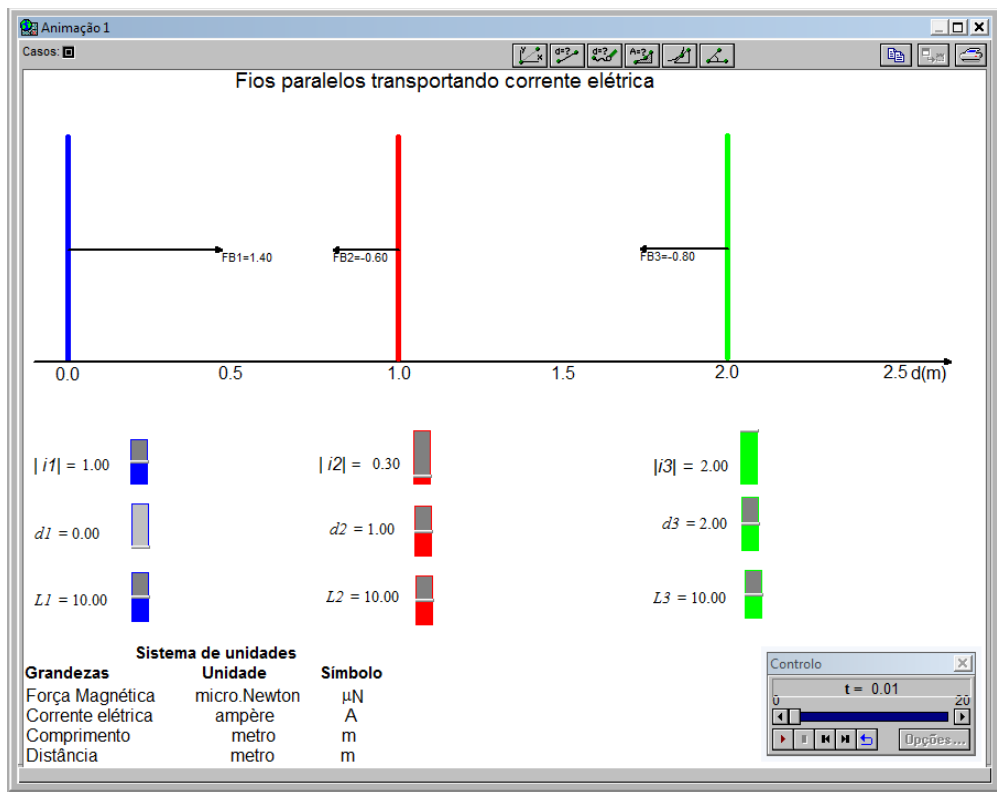 Animação 1
Casos:
Fios paralelos transportando corrente elétrica
FB1=1.40 FB2=-0.60 FB3=-0.80
0.0 0.5 1.0 1.5 2.0 2.5 d(m)
|i1| = 1.00 |i2| = 0.30 |i3| = 2.00
d1 = 0.00 d2 = 1.00 d3 = 2.00
L1 = 10.00 L2 = 10.00 L3 = 10.00
Sistema de unidades
Grandezas Unidade Símbolo
Força Magnética micro.Newton µN
Corrente elétrica ampère A
Comprimento metro m
Distância metro m
Controlo
t = 0.01
0 20
Opções...